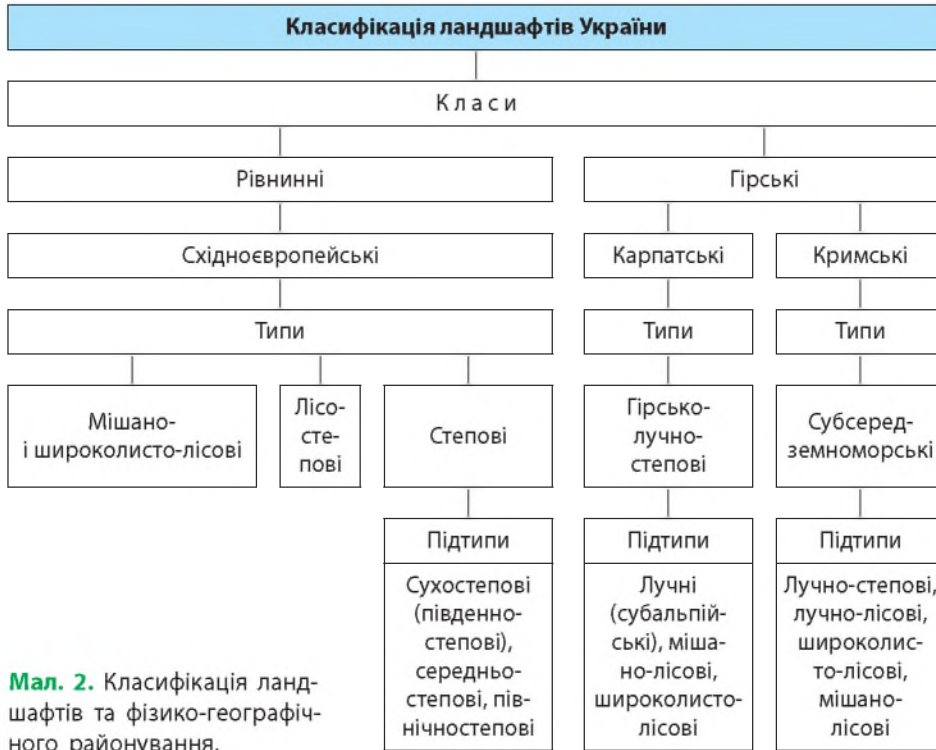 Класифікація ландшафтів України
Класи
Рівнинні
Гірські
Східноєвропейські
Карпатські
Кримські
Типи
Типи
Типи
Мішано-
і широколисто-лісові
Лісо-
сте-
пові
Степові
Гірсько-
лучно-
степові
Субсеред-
земноморські
Підтипи
Сухостепові
(південно-
степові),
середньо-
степові, пів-
нічностепові
Підтипи
Лучні
(субальпій-
ські), міша-
но-лісові,
широколисто-
лісові
Підтипи
Лучно-степові,
лучно-лісові,
широколис-
то-лісові,
мішано-
лісові
Мал. 2. Класифікація ланд-
шафтів та фізико-географіч-
ного районування.